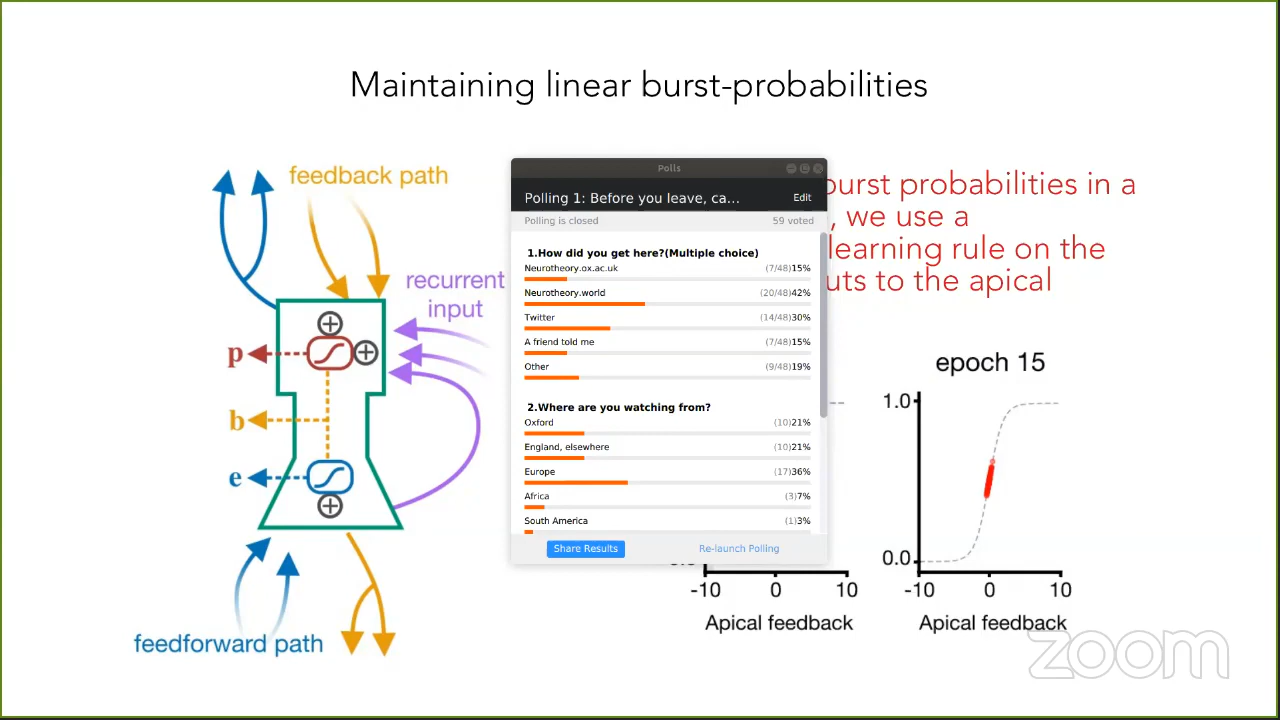 Maintaining linear burst-probabilities
feedback path
recurrent
input
p
b
e
feedforward path
Polls
Polling 1: Before you leave, ca...
Edit
Polling is closed
59 voted
1.How did you get here?(Multiple choice)
Neurotheory.ox.ac.uk (7/48)15%
Neurotheory.world (20/48)42%
Twitter (14/48)30%
A friend told me (7/48)15%
Other (9/48)19%
2.Where are you watching from?
Oxford (10)21%
England, elsewhere (10)21%
Europe (17)36%
Africa (3)7%
South America (1)3%
Share Results
Re-launch Polling
burst probabilities in a
, we use a
learning rule on the
uts to the apical
-10 0 10
Apical feedback
epoch 15
1.0
0.0
-10 0 10
Apical feedback
zoom